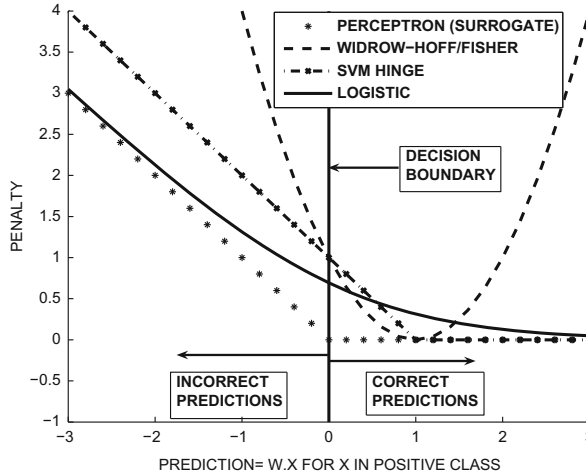 4
3.5
3
2.5
2
1.5
1
0.5
0
−0.5
−1
PENALTY
PERCEPTRON (SURROGATE)
WIDROW−HOFF/FISHER
SVM HINGE
LOGISTIC
DECISION
BOUNDARY
INCORRECT
PREDICTIONS
CORRECT
PREDICTIONS
−3 −2 −1 0 1 2 3
PREDICTION= W.X FOR X IN POSITIVE CLASS